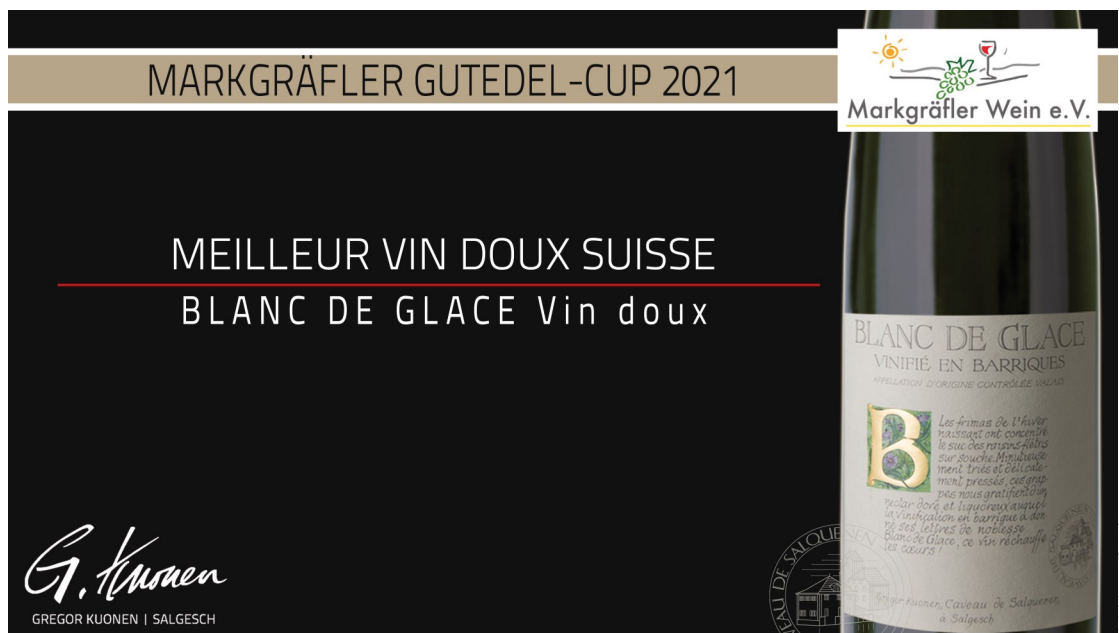 MARKGRÄFLER GUTEDEL-CUP 2021
Markgräfler Wein e.V.
MEILLEUR VIN DOUX SUISSE
BLANC DE GLACE Vin doux
BLANC DE GLACE
VINIFIÉ EN BARRIQUES
APPELLATION D'ORIGINE CONTRÔLÉE VALAIS
B
Les frimas de l'hiver
naissant ont concentré
le suc des raisins flétris
sur souche. Minutieuse-
ment triés et délicate-
ment pressés, ces grap-
pes nous gratifient d'un
nectar doré et liquoreux auquel
la vinification en barrique a don-
né ses lettres de noblesse
Blanc de Glace, ce vin réchauffe
les cœurs !
Gregor Kuonen, Caveau de Salquenen,
à Salgesch
G. Kuonen
GREGOR KUONEN | SALGESCH